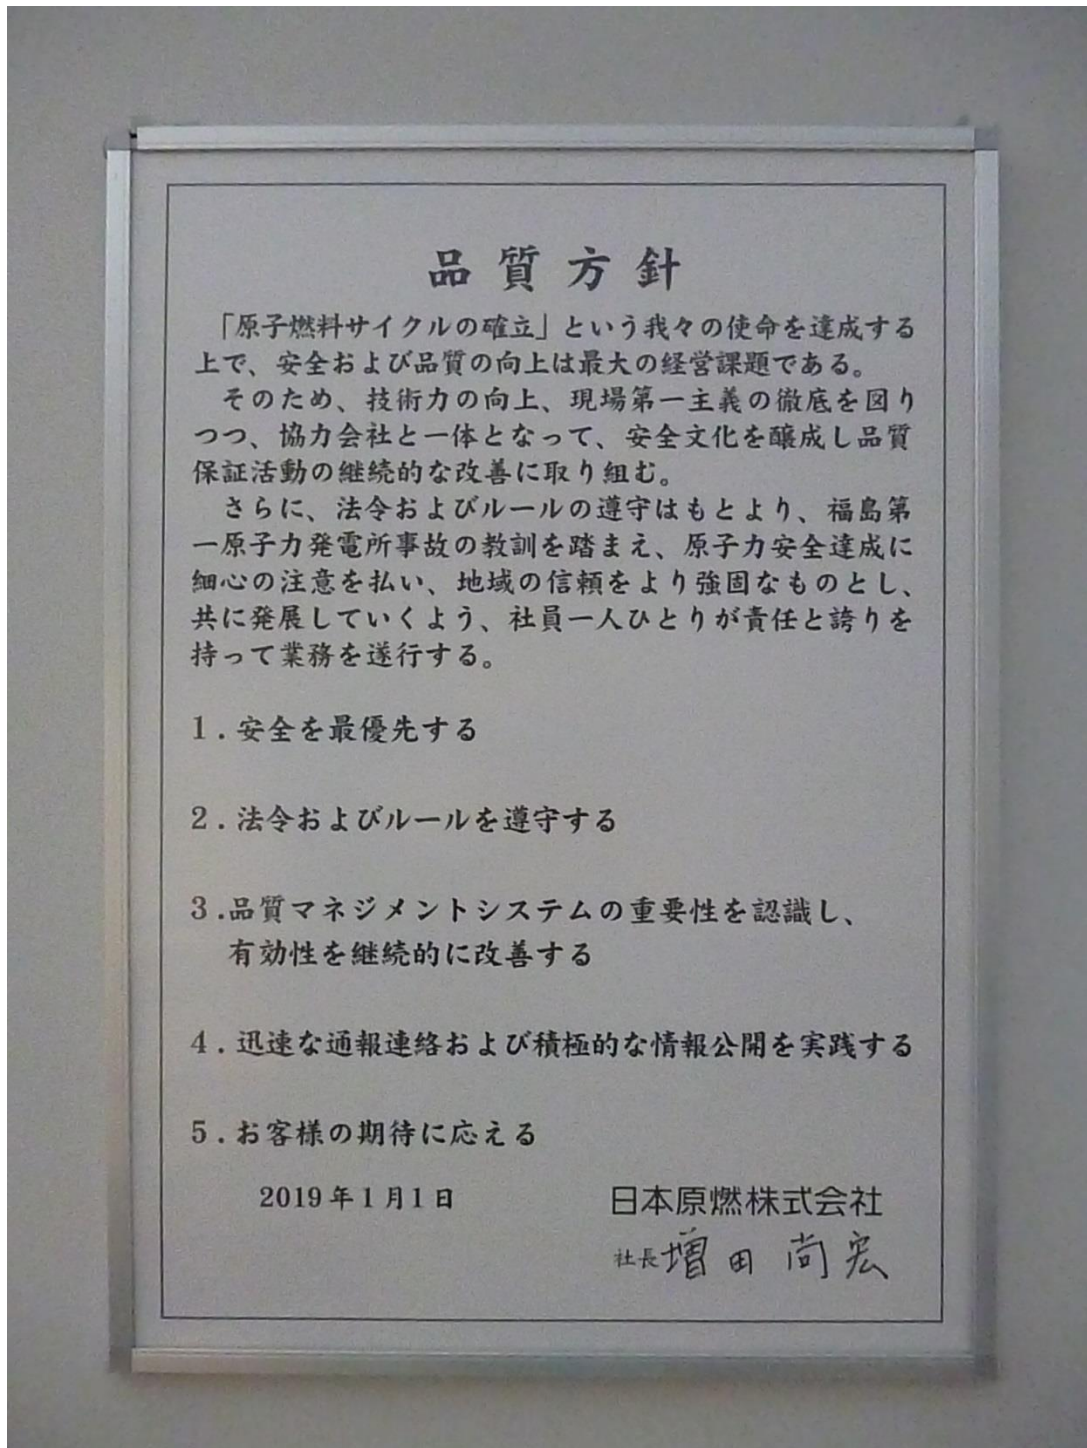 品質方針
「原子燃料サイクルの確立」という我々の使命を達成する
上で、安全および品質の向上は最大の経営課題である。
そのため、技術力の向上、現場第一主義の徹底を図り
つつ、協力会社と一体となって、安全文化を醸成し品質
保証活動の継続的な改善に取り組む。
さらに、法令およびルールの遵守はもとより、福島第
一原子力発電所事故の教訓を踏まえ、原子力安全達成に
細心の注意を払い、地域の信頼をより強固なものとし、
共に発展していくよう、社員一人ひとりが責任と誇りを
持って業務を遂行する。
1.安全を最優先する
2.法令およびルールを遵守する
3.品質マネジメントシステムの重要性を認識し、
有効性を継続的に改善する
4.迅速な通報連絡および積極的な情報公開を実践する
5.お客様の期待に応える
2019年1月1日
日本原燃株式会社
社長 増田 尚宏